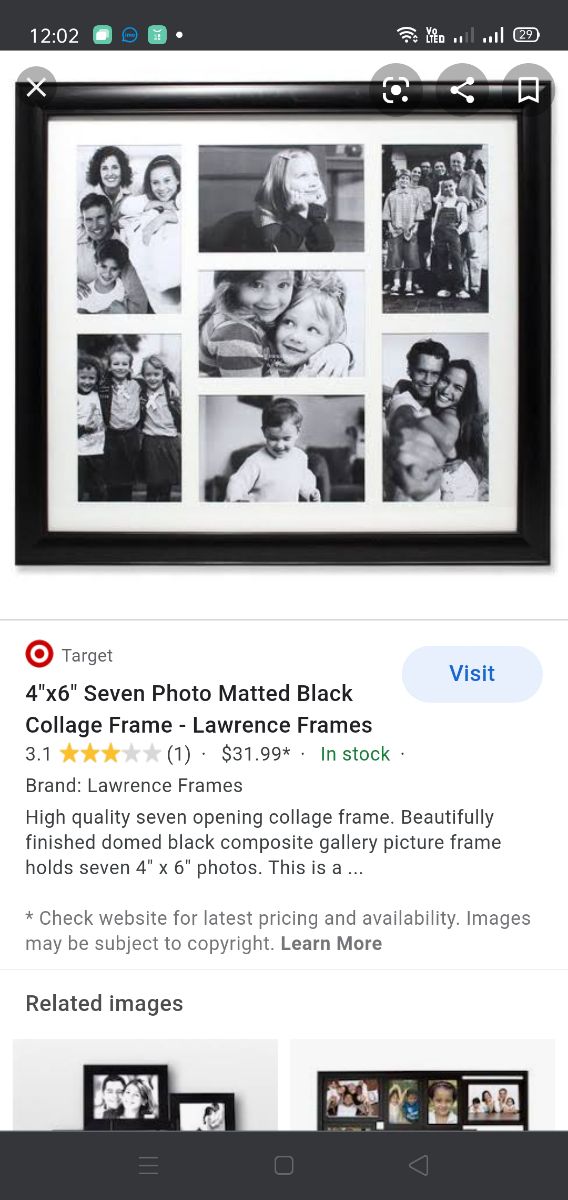 12:02
Vo
LTED
29
Target
Visit
4"x6" Seven Photo Matted Black
Collage Frame - Lawrence Frames
3.1 ★★★★★ (1) · $31.99* · In stock ·
Brand: Lawrence Frames
High quality seven opening collage frame. Beautifully
finished domed black composite gallery picture frame
holds seven 4" x 6" photos. This is a ...
* Check website for latest pricing and availability. Images
may be subject to copyright. Learn More
Related images